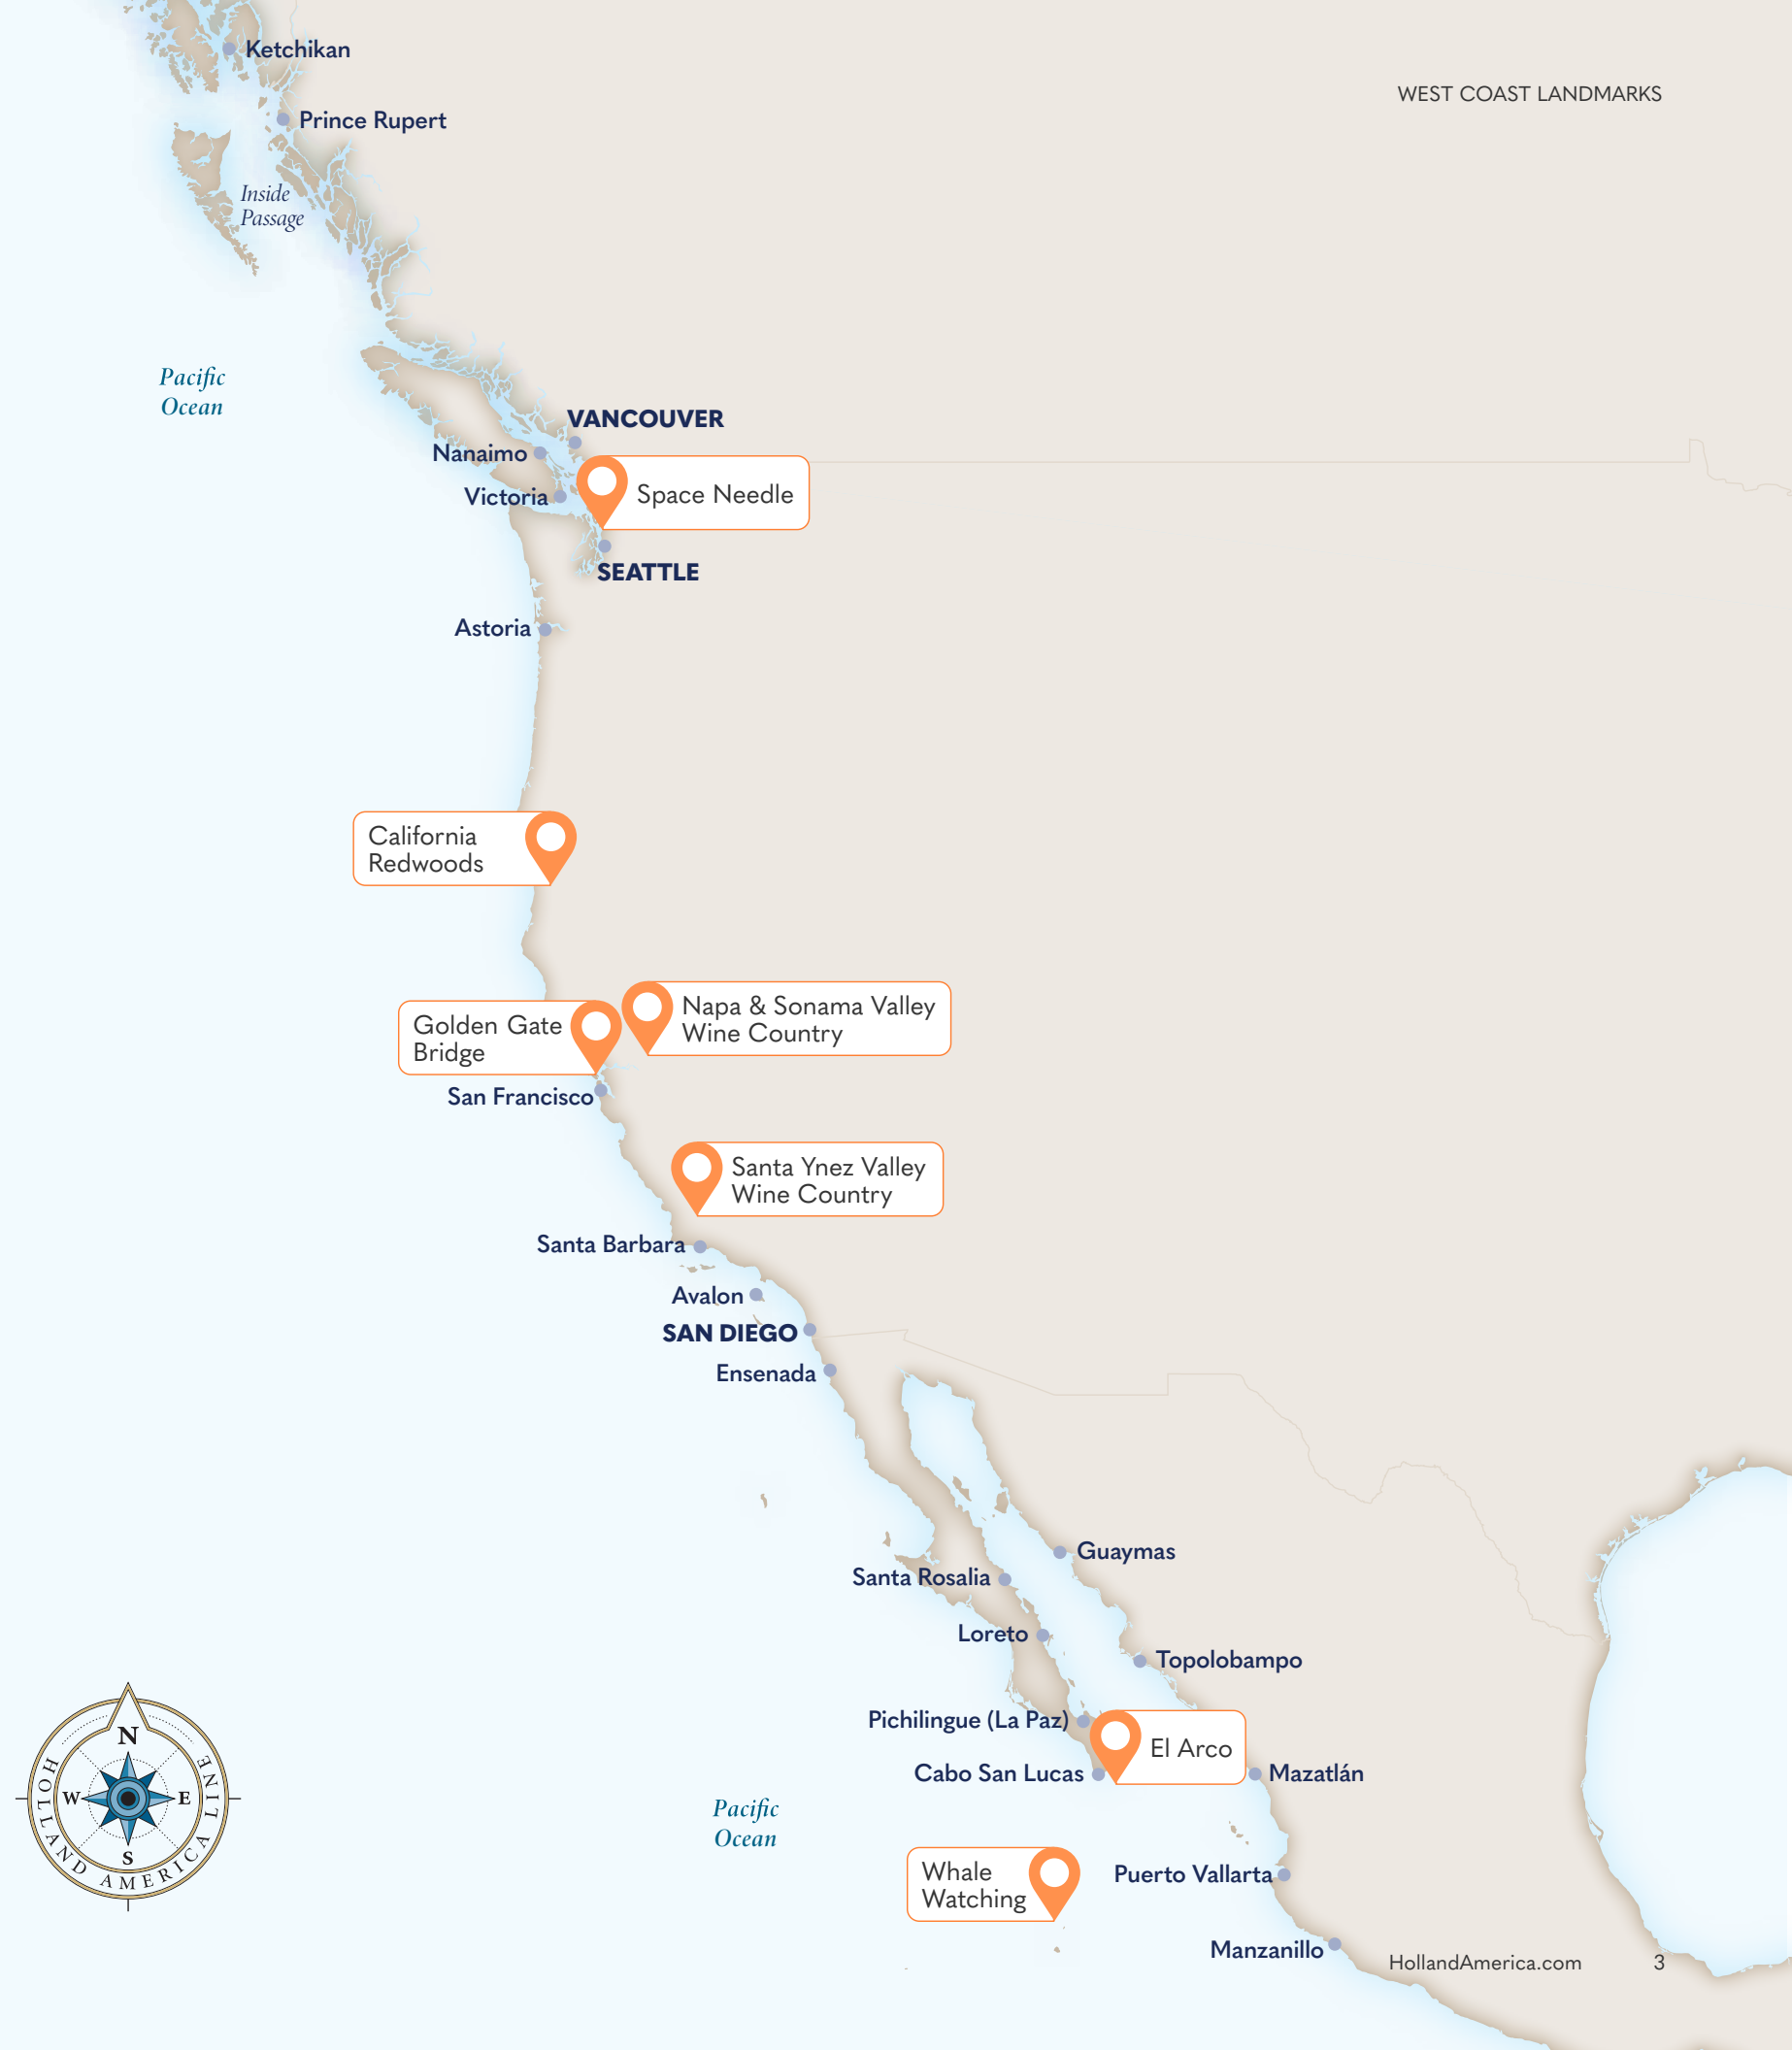 Ketchikan
WEST COAST LANDMARKS
Prince Rupert
Inside
Passage
Pacific
Ocean
VANCOUVER
Nanaimo
Space Needle
Victoria
SEATTLE
Astoria
California
Redwoods
Napa & Sonama Valley
Wine Country
Golden Gate
Bridge
San Francisco
Santa Ynez Valley
Wine Country
Santa Barbara
Avalon
SAN DIEGO
Ensenada
Guaymas
Santa Rosalia
Loreto
Topolobampo
Pichilingue (La Paz)
El Arco
Cabo San Lucas
Mazatlán
N
W
E
S
HOLLAND AMERICA LINE
Pacific
Ocean
Whale
Watching
Puerto Vallarta
Manzanillo
HollandAmerica.com 3